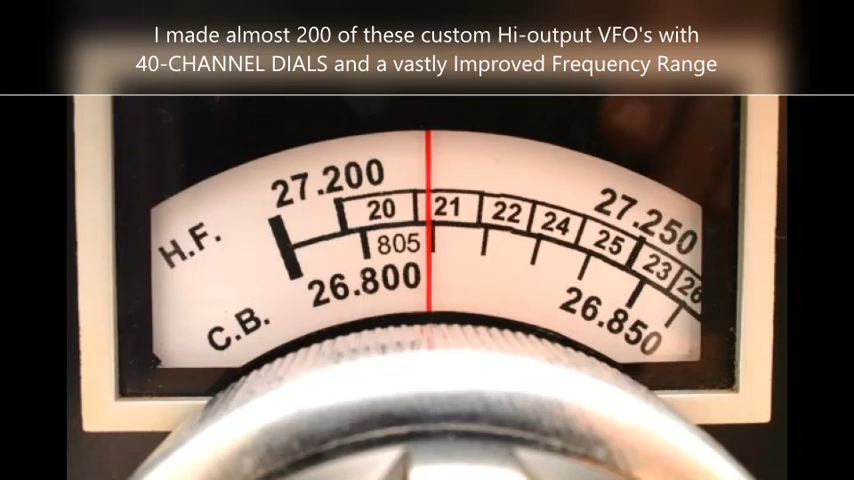 I made almost 200 of these custom Hi-output VFO's with
40-CHANNEL DIALS and a vastly Improved Frequency Range
27.200
27.250
H.F.
20 21 22 24 25 23 26
805
26.800
26.850
C.B.